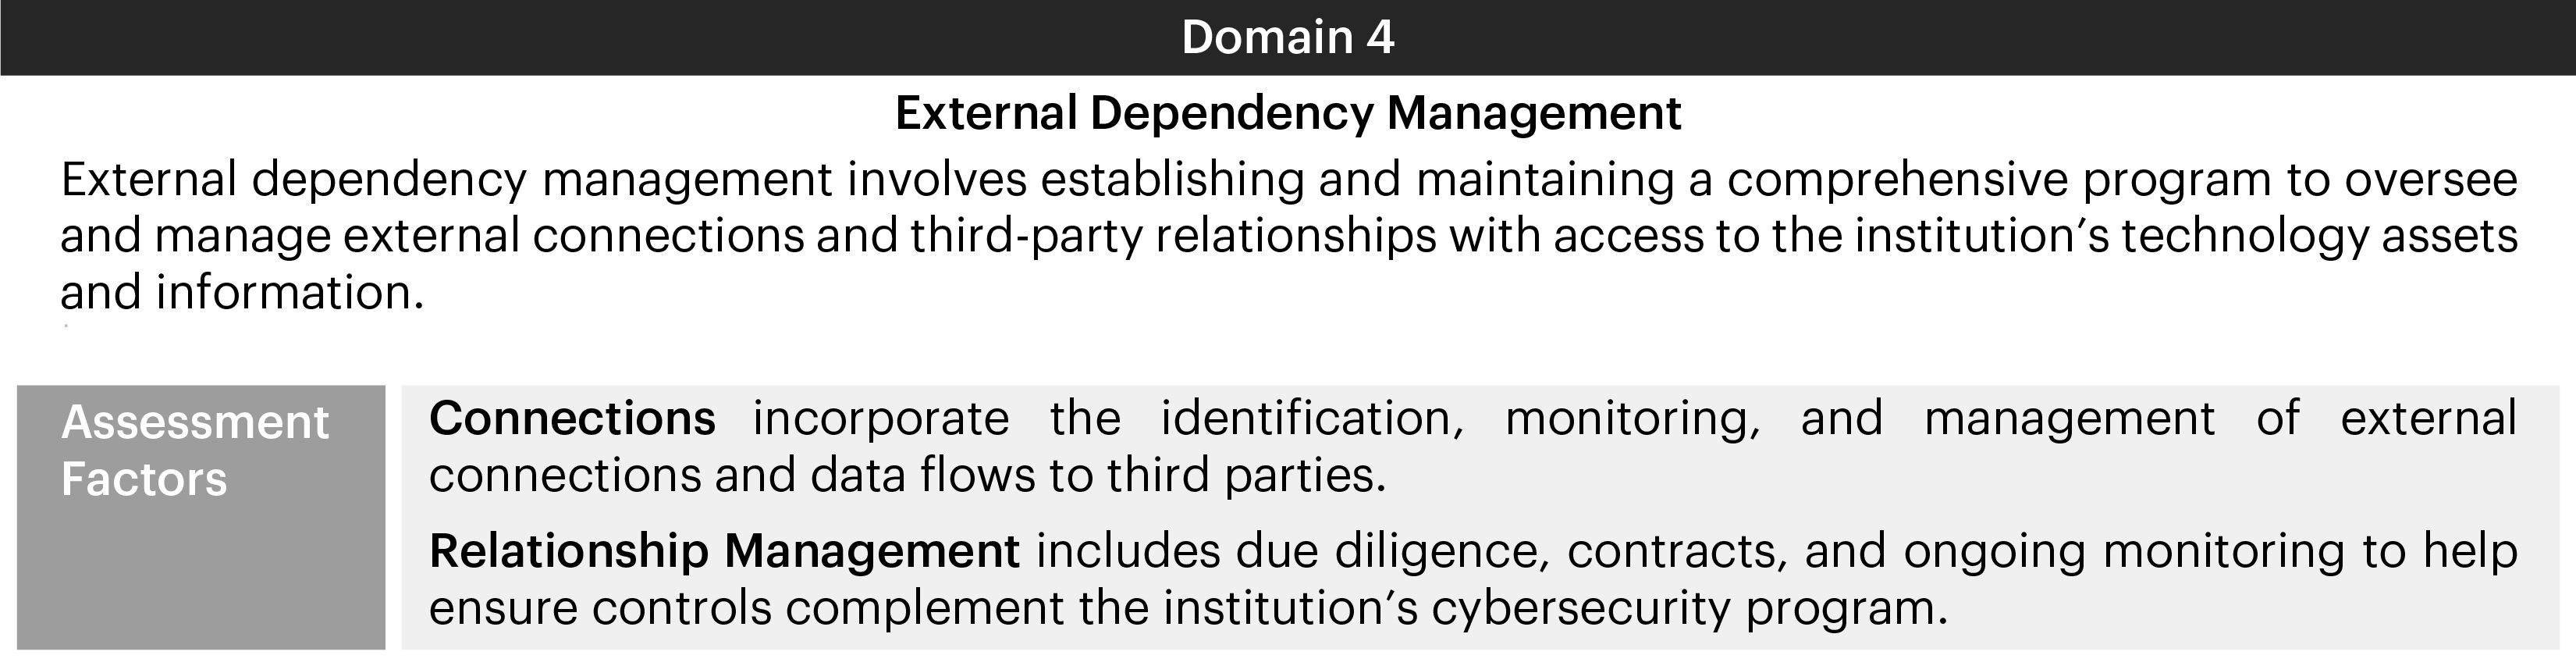 Domain 4
External Dependency Management
External dependency management involves establishing and maintaining a comprehensive program to oversee
and manage external connections and third-party relationships with access to the institution’s technology assets
and information.
Assessment
Factors
Connections incorporate the identification, monitoring, and management of external
connections and data flows to third parties.
Relationship Management includes due diligence, contracts, and ongoing monitoring to help
ensure controls complement the institution’s cybersecurity program.